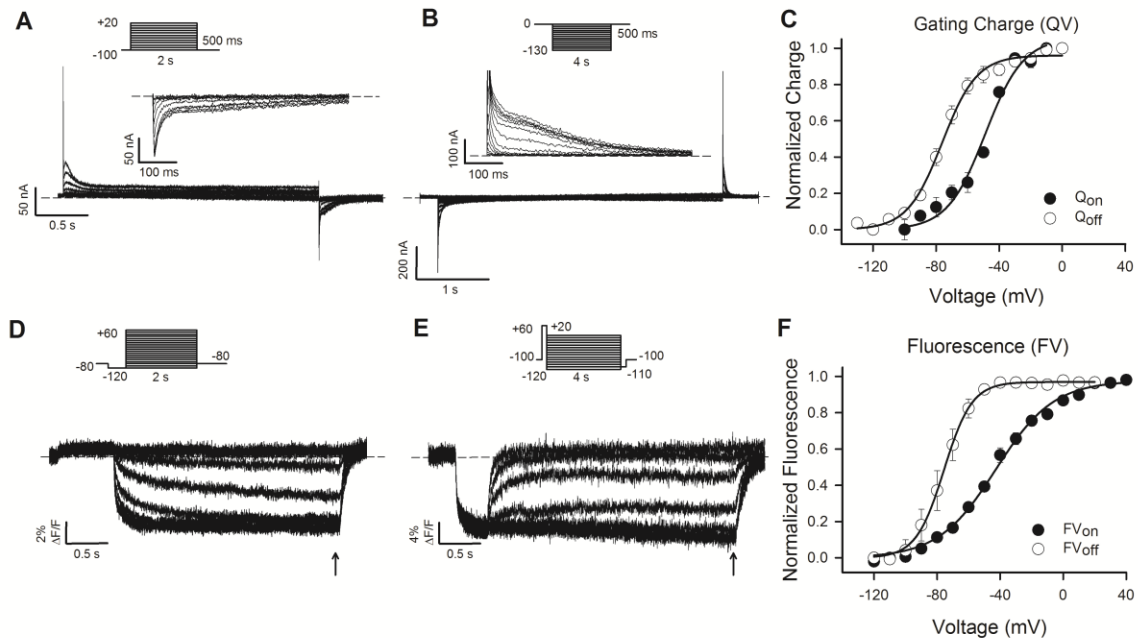 A
+20
-100
500 ms
2 s
50 nA
100 ms
50 nA
0.5 s
B
0
-130
500 ms
4 s
100 nA
100 ms
200 nA
1 s
C
Gating Charge (QV)
Normalized Charge
1.0
0.8
0.6
0.4
0.2
0.0
Qon
Qoff
-120 -80 -40 0 40
Voltage (mV)
D
+60
-80
-80
-120
2 s
2% ΔF/F
0.5 s
E
+60
+20
-100
-100
-120
4 s
-110
4% ΔF/F
0.5 s
F
Fluorescence (FV)
Normalized Fluorescence
1.0
0.8
0.6
0.4
0.2
0.0
FVon
FVoff
-120 -80 -40 0 40
Voltage (mV)